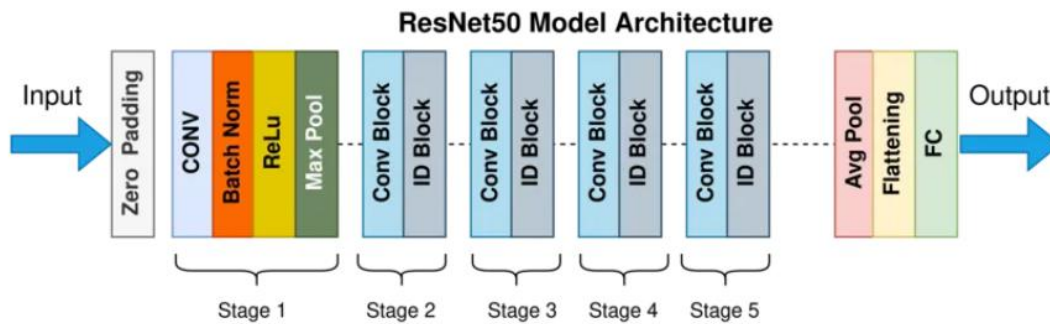 ResNet50 Model Architecture
Input
Zero Padding
CONV
Batch Norm
ReLu
Max Pool
Conv Block
ID Block
Conv Block
ID Block
Conv Block
ID Block
Conv Block
ID Block
Avg Pool
Flattening
FC
Output
Stage 1
Stage 2
Stage 3
Stage 4
Stage 5